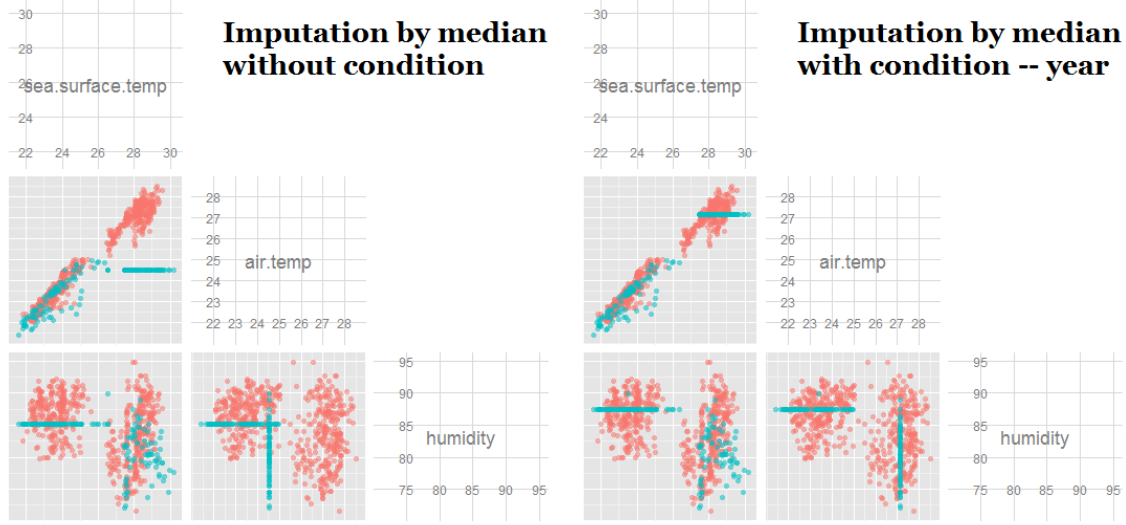 Imputation by median
without condition
30
28
26
24
sea.surface.temp
22
22 24 26 28 30
28
27
26
25
24
23
air.temp
22 23 24 25 26 27 28
95
90
85
80
75
humidity
75 80 85 90 95
Imputation by median
with condition -- year
30
28
26
24
sea.surface.temp
22
22 24 26 28 30
28
27
26
25
24
23
air.temp
22 23 24 25 26 27 28
95
90
85
80
75
humidity
75 80 85 90 95